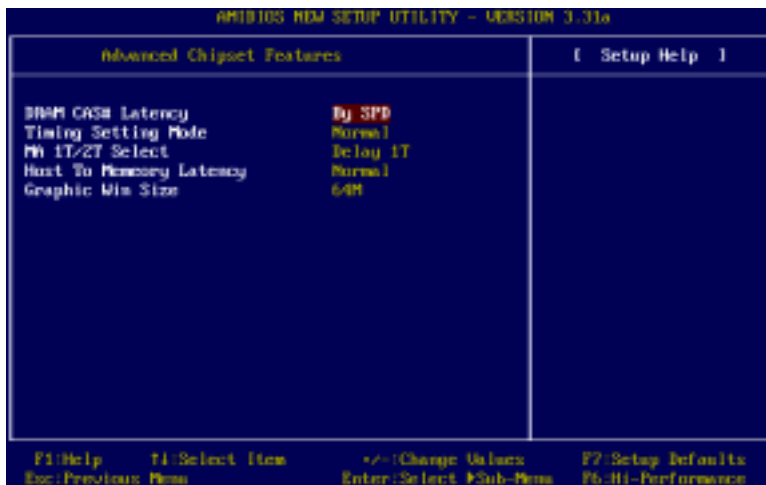 AMIBIOS NEW SETUP UTILITY - VERSION 3.31a
Advanced Chipset Features
[ Setup Help ]
DRAM CAS# Latency By SPD
Timing Setting Mode Normal
MA 1T/2T Select Delay 1T
Host To Memeory Latency Normal
Graphic Win Size 64M
F1:Help ↑↓:Select Item +/-:Change Values F7:Setup Defaults
Esc:Previous Menu Enter:Select ▶Sub-Menu F6:Hi-Performance